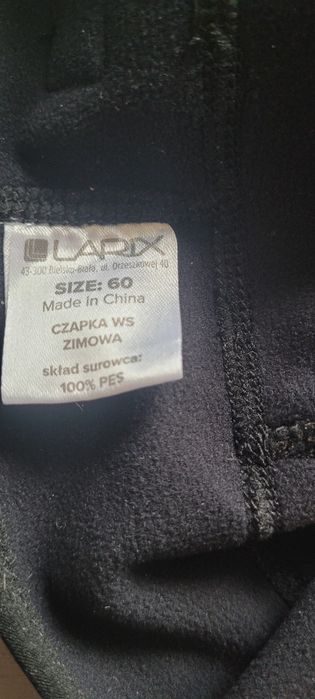 LARIX
43-300 Bielsko-Biała, ul. Orzeszkowej 40
SIZE: 60
Made in China
CZAPKA WS
ZIMOWA
skład surowca:
100% PES